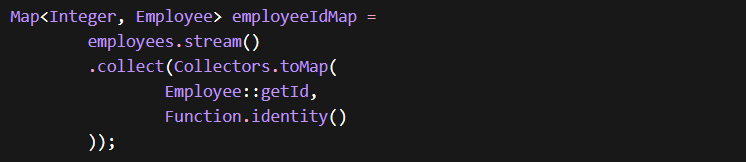 Map<Integer, Employee> employeeIdMap =
        employees.stream()
        .collect(Collectors.toMap(
                Employee::getId,
                Function.identity()
        ));